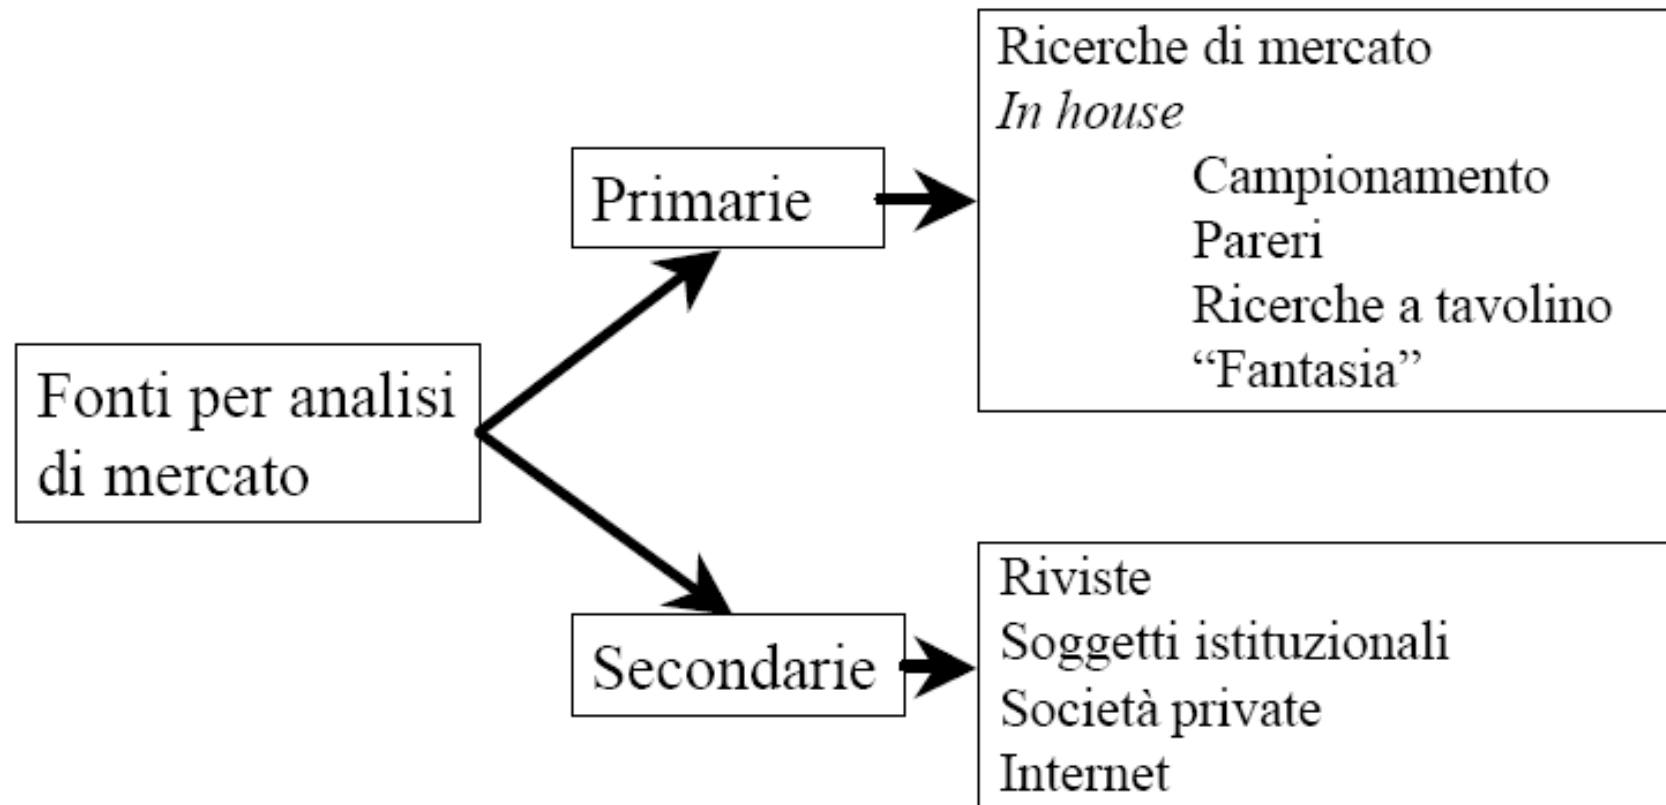 Fonti per analisi
di mercato
Primarie
Ricerche di mercato
In house
Campionamento
Pareri
Ricerche a tavolino
“Fantasia”
Secondarie
Riviste
Soggetti istituzionali
Società private
Internet